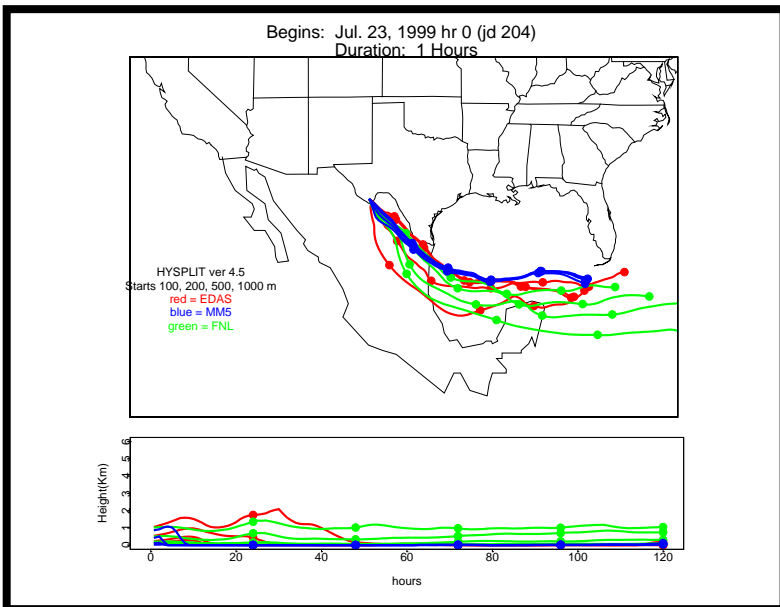 Begins: Jul. 23, 1999 hr 0 (jd 204)
Duration: 1 Hours
HYSPLIT ver 4.5
Starts 100, 200, 500, 1000 m
red = EDAS
blue = MM5
green = FNL
Height(Km)
0 1 2 3 4 5 6
0 20 40 60 80 100 120
hours